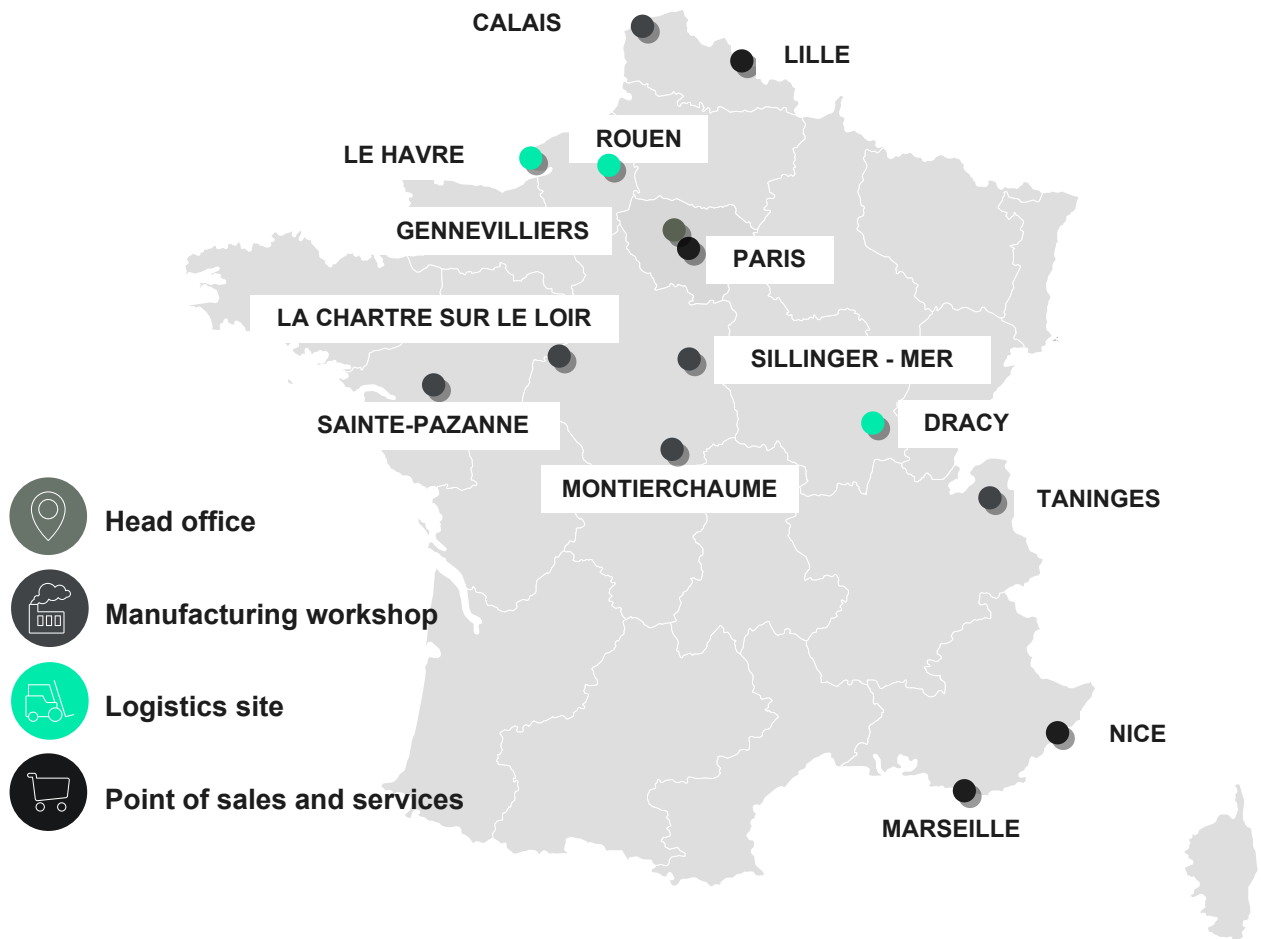 CALAIS
LILLE
ROUEN
LE HAVRE
GENNEVILLIERS
PARIS
LA CHARTRE SUR LE LOIR
SILLINGER - MER
SAINTE-PAZANNE
DRACY
MONTIERCHAUME
TANINGES
Head office
Manufacturing workshop
Logistics site
NICE
Point of sales and services
MARSEILLE